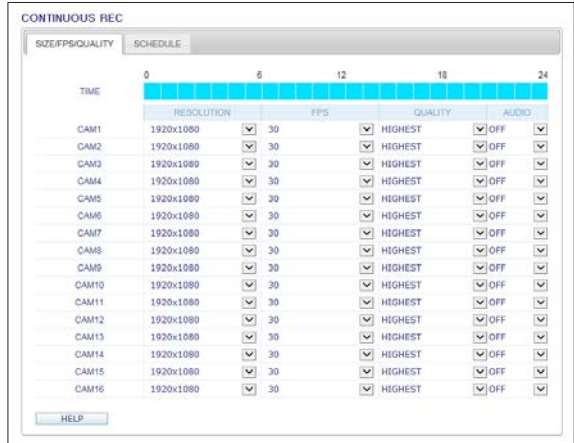 CONTINUOUS REC
SIZE/FPS/QUALITY SCHEDULE
0 6 12 18 24
TIME
RESOLUTION FPS QUALITY AUDIO
CAM1 1920x1080 30 HIGHEST OFF
CAM2 1920x1080 30 HIGHEST OFF
CAM3 1920x1080 30 HIGHEST OFF
CAM4 1920x1080 30 HIGHEST OFF
CAM5 1920x1080 30 HIGHEST OFF
CAM6 1920x1080 30 HIGHEST OFF
CAM7 1920x1080 30 HIGHEST OFF
CAM8 1920x1080 30 HIGHEST OFF
CAM9 1920x1080 30 HIGHEST OFF
CAM10 1920x1080 30 HIGHEST OFF
CAM11 1920x1080 30 HIGHEST OFF
CAM12 1920x1080 30 HIGHEST OFF
CAM13 1920x1080 30 HIGHEST OFF
CAM14 1920x1080 30 HIGHEST OFF
CAM15 1920x1080 30 HIGHEST OFF
CAM16 1920x1080 30 HIGHEST OFF
HELP